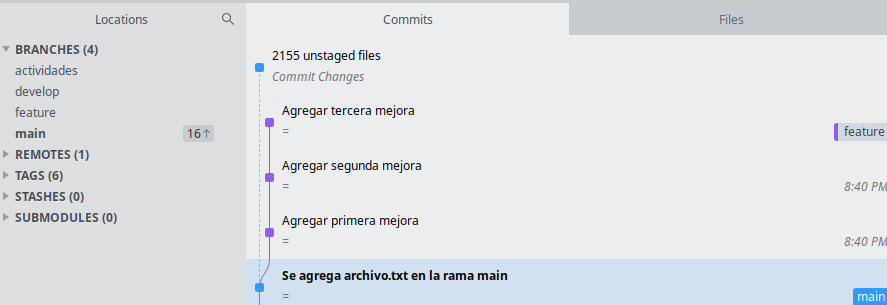 Locations
Commits
Files
BRANCHES (4)
actividades
develop
feature
main 16↑
REMOTES (1)
TAGS (6)
STASHES (0)
SUBMODULES (0)
2155 unstaged files
Commit Changes
Agregar tercera mejora
=
feature
Agregar segunda mejora
=
8:40 PM
Agregar primera mejora
=
8:40 PM
Se agrega archivo.txt en la rama main
=
main